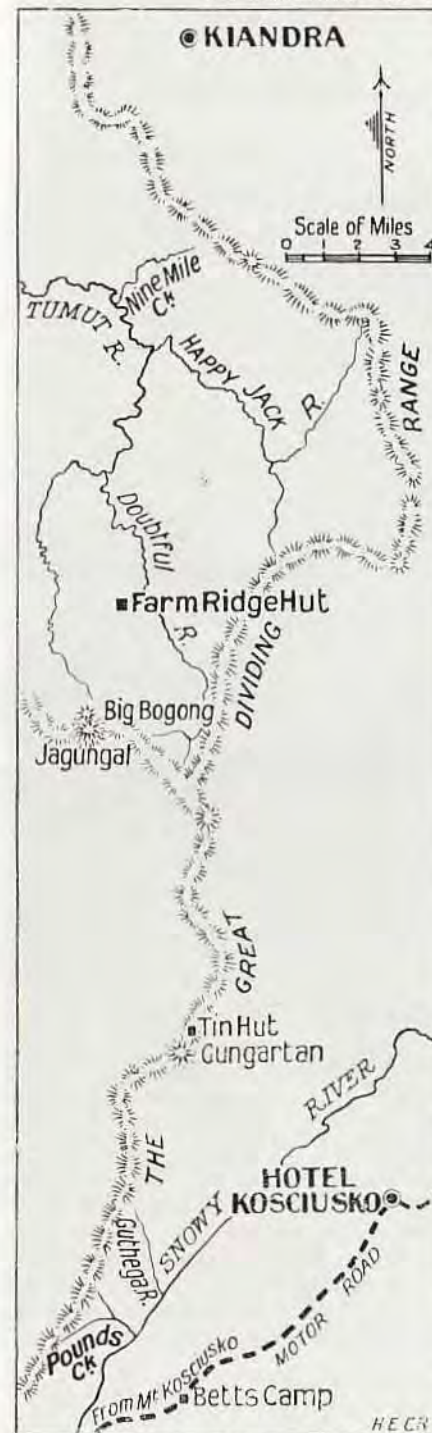 KIANDRA
NORTH
Scale of Miles
0 1 2 3 4
Nine Mile
Ck.
TUMUT
R.
HAPPY JACK
R.
RANGE
Doubtful
R.
Farm Ridge Hut
DIVIDING
Big Bogong
Jagungal
GREAT
Tin Hut
Gungartan
THE
RIVER
SNOWY
HOTEL
KOSCIUSKO
Guthega R.
MOTOR ROAD
Pounds
Ck.
From Mt. Kosciusko
Betts Camp